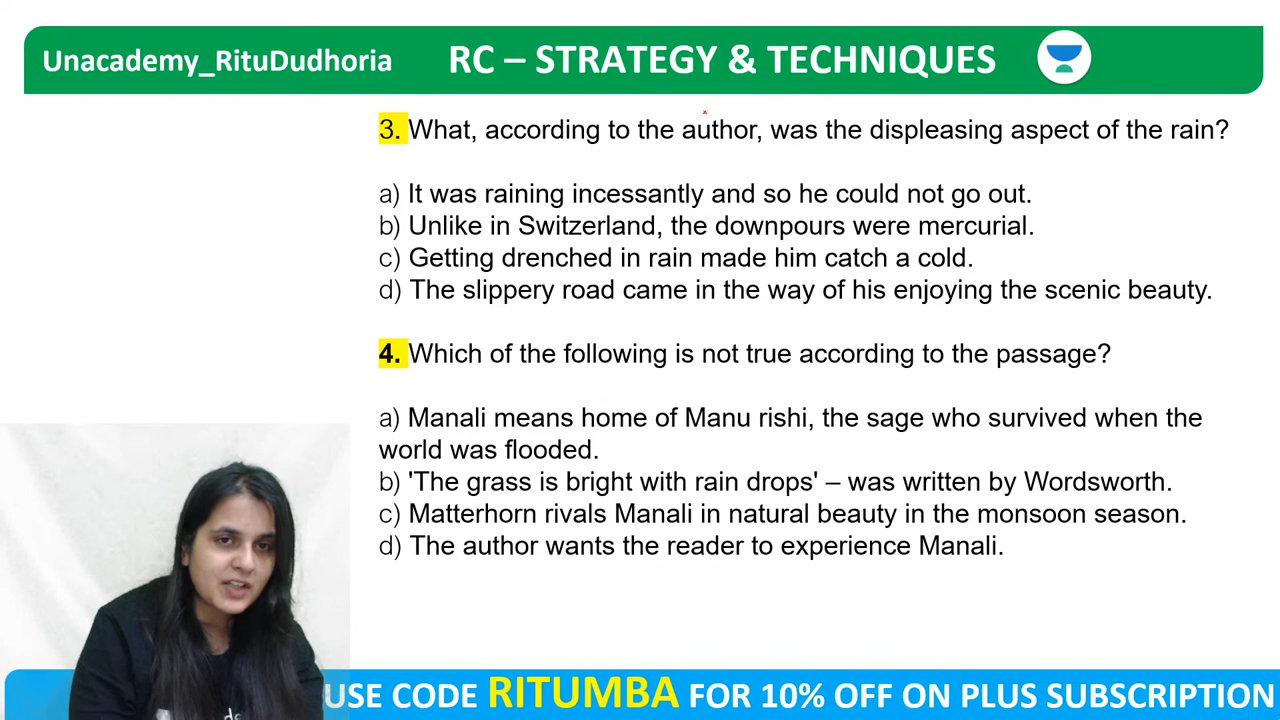 Unacademy_RituDudhoria
RC – STRATEGY & TECHNIQUES
3. What, according to the author, was the displeasing aspect of the rain?
a) It was raining incessantly and so he could not go out.
b) Unlike in Switzerland, the downpours were mercurial.
c) Getting drenched in rain made him catch a cold.
d) The slippery road came in the way of his enjoying the scenic beauty.
4. Which of the following is not true according to the passage?
a) Manali means home of Manu rishi, the sage who survived when the
world was flooded.
b) 'The grass is bright with rain drops' – was written by Wordsworth.
c) Matterhorn rivals Manali in natural beauty in the monsoon season.
d) The author wants the reader to experience Manali.
USE CODE RITUMBA FOR 10% OFF ON PLUS SUBSCRIPTION